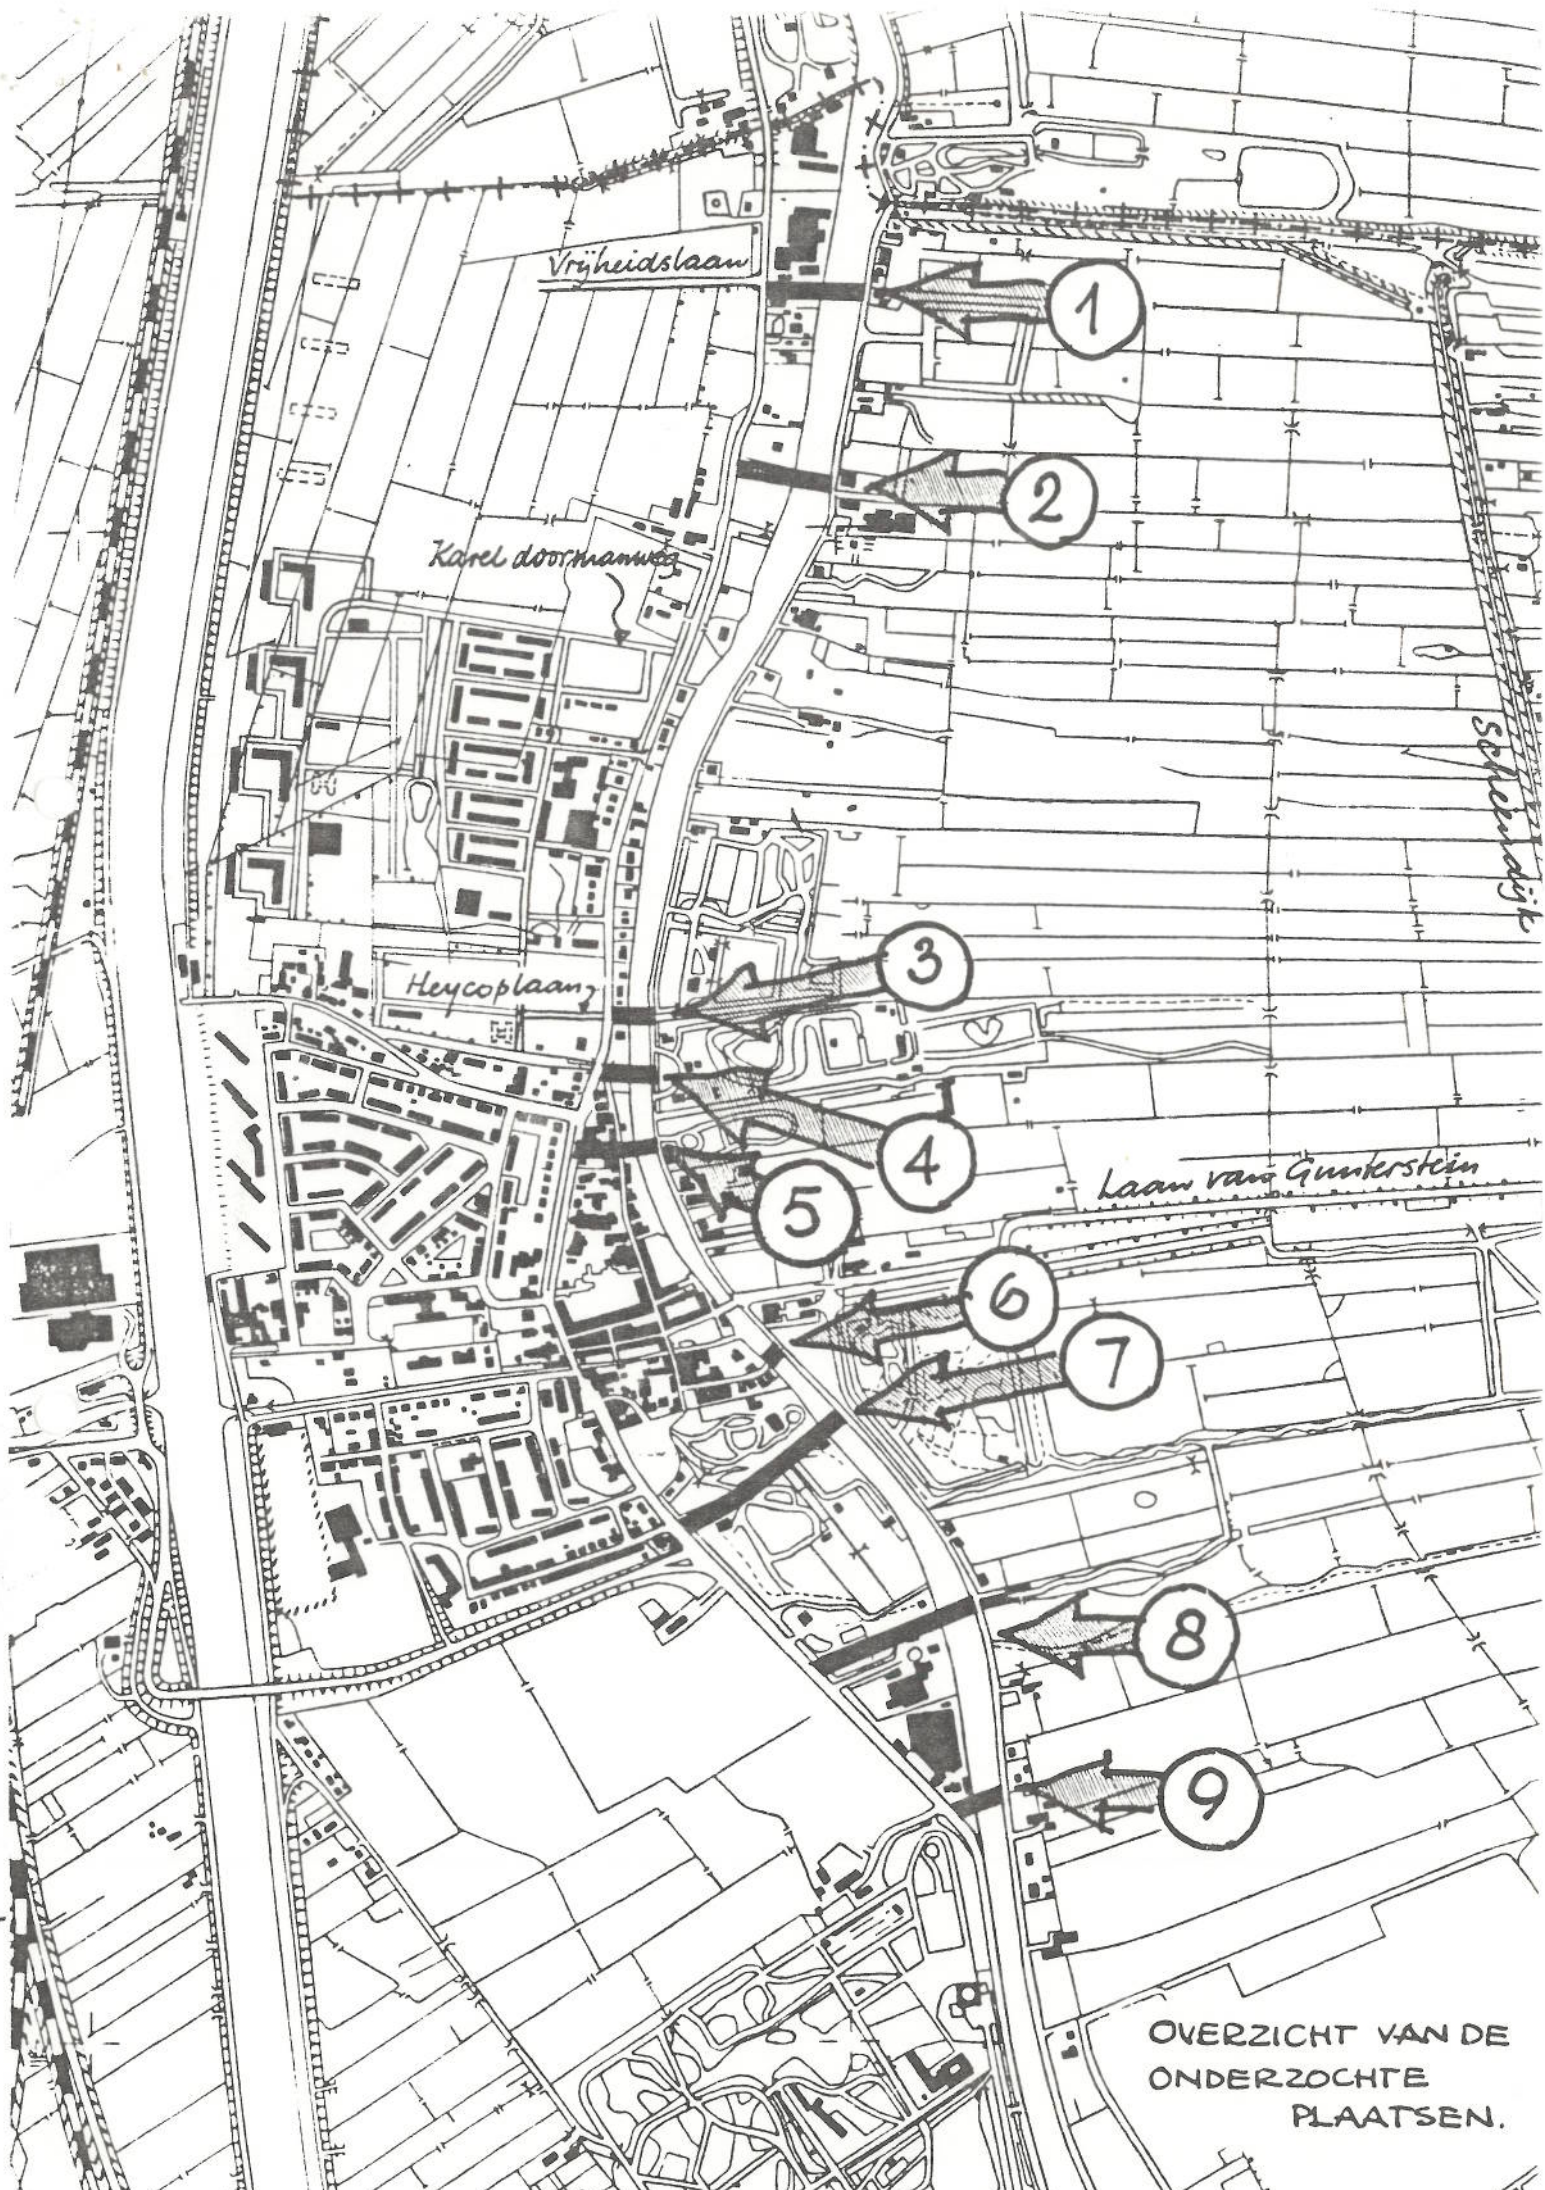 Vrijheidslaan
1
2
Karel doormanweg
Scheendijk
3
Heycoplaan
4
Laan van Gunterstein
5
6
7
8
9
OVERZICHT VAN DE
ONDERZOCHTE
PLAATSEN.